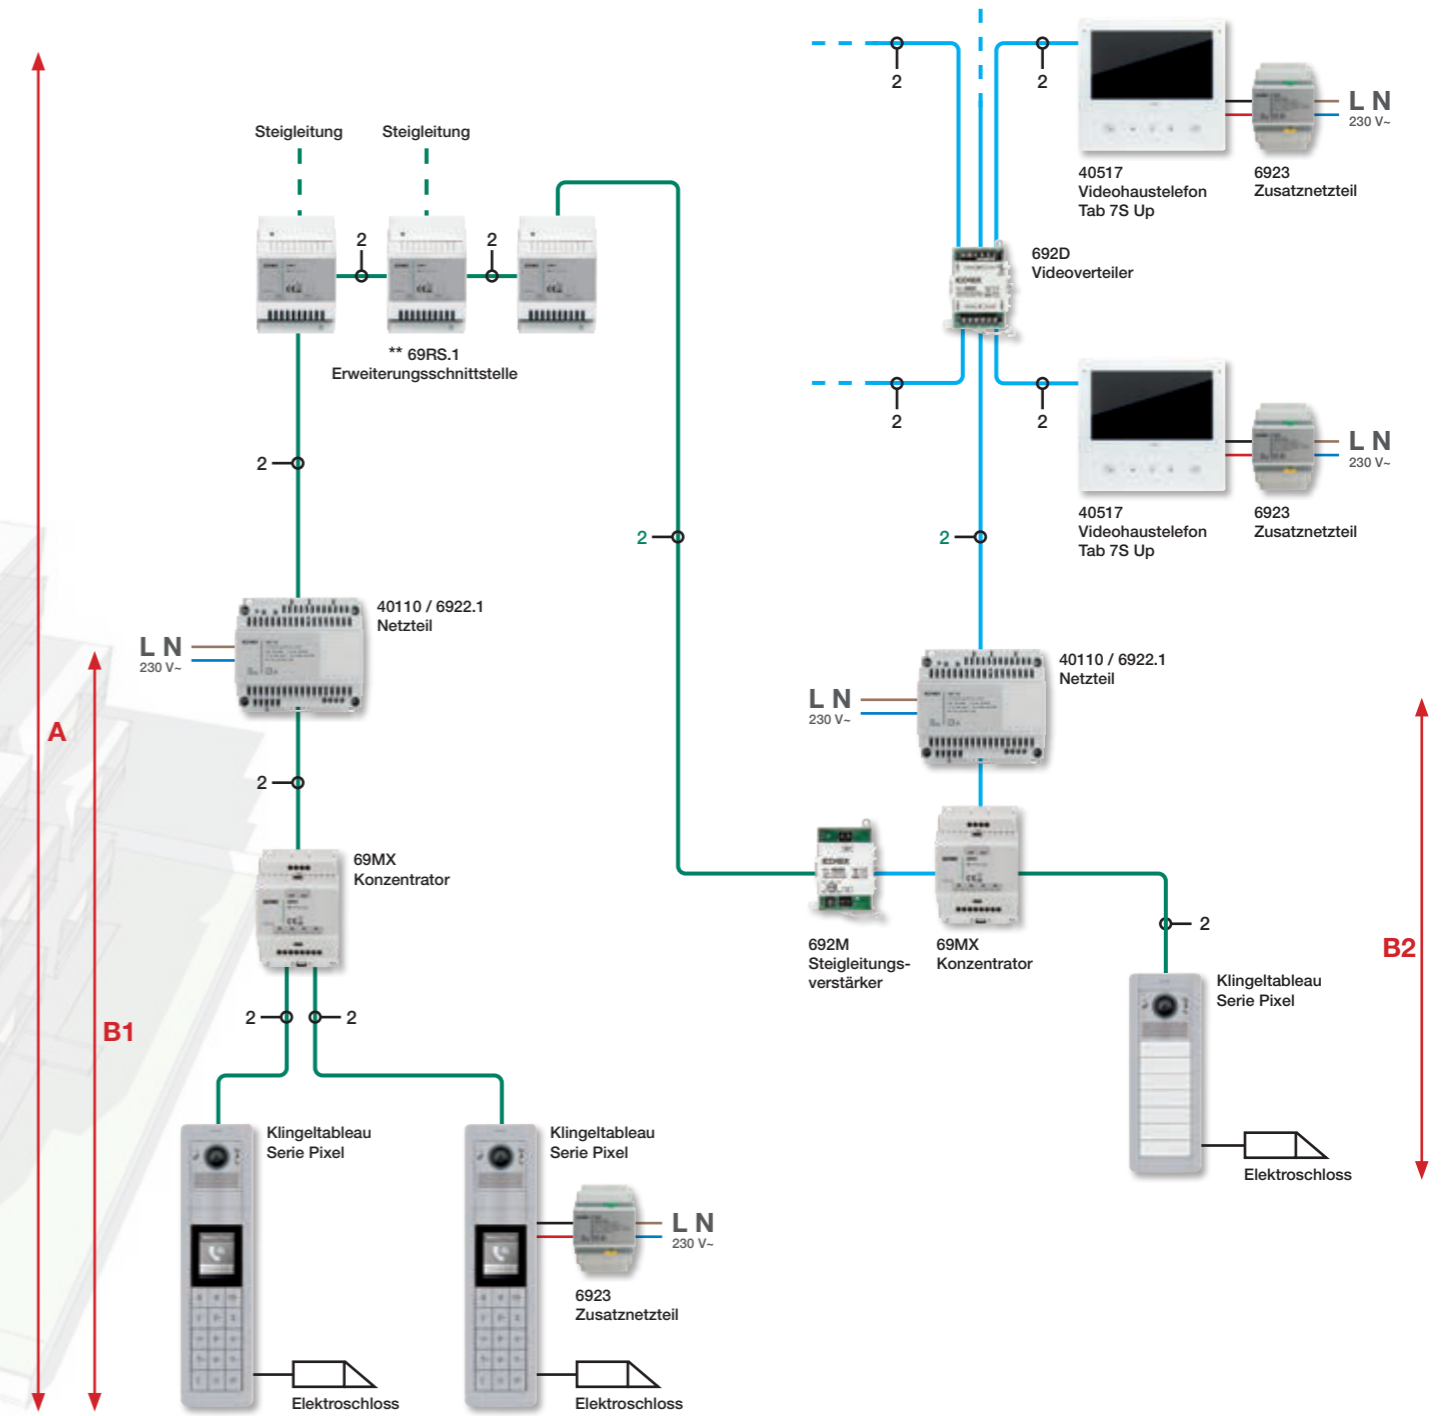 Steigleitung
Steigleitung
2
2
** 69RS.1
Erweiterungsschnittstelle
2
40110 / 6922.1
Netzteil
L N
230 V~
2
69MX
Konzentrator
2
2
A
B1
Klingeltableau
Serie Pixel
Elektroschloss
Klingeltableau
Serie Pixel
L N
230 V~
6923
Zusatznetzteil
Elektroschloss
2
2
2
40517
Videohaustelefon
Tab 7S Up
6923
Zusatznetzteil
L N
230 V~
692D
Videoverteiler
2
2
40517
Videohaustelefon
Tab 7S Up
6923
Zusatznetzteil
L N
230 V~
2
40110 / 6922.1
Netzteil
L N
230 V~
692M
Steigleitungs-
verstärker
69MX
Konzentrator
2
Klingeltableau
Serie Pixel
Elektroschloss
B2